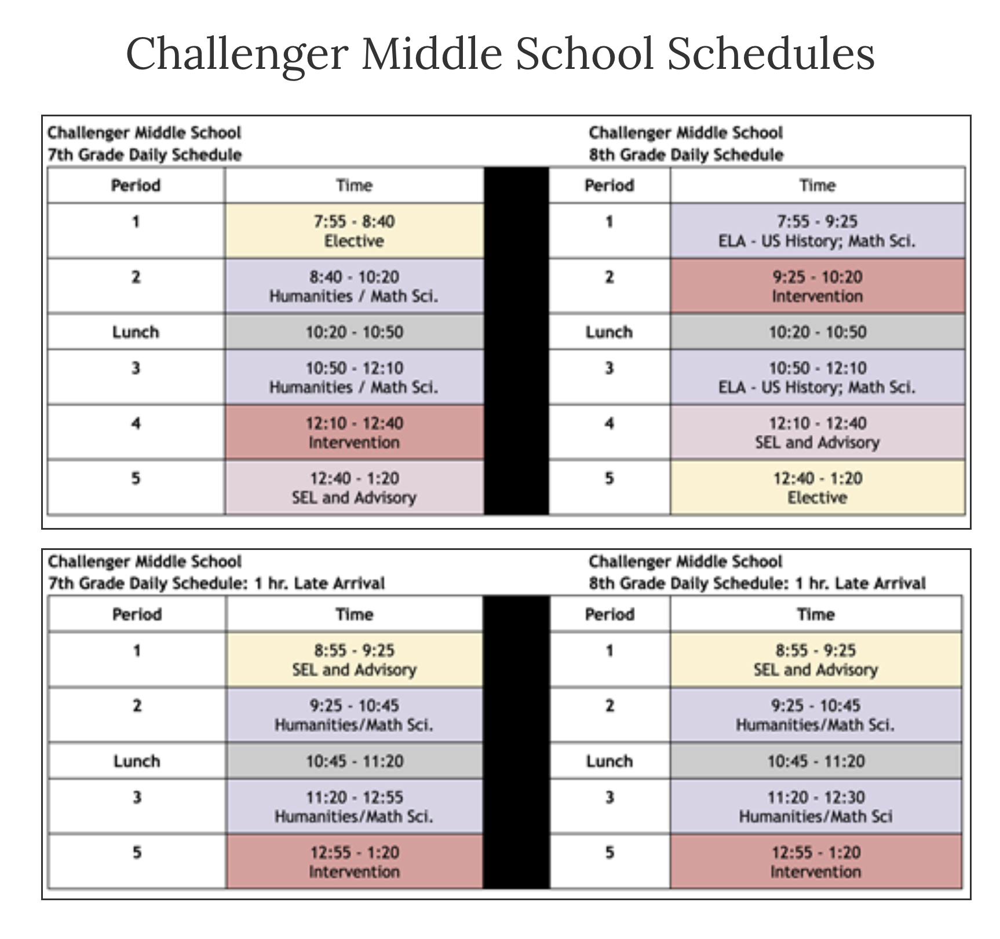 Challenger Middle School Schedules
Challenger Middle School
7th Grade Daily Schedule
Period Time
1 7:55 - 8:40
Elective
2 8:40 - 10:20
Humanities / Math Sci.
Lunch 10:20 - 10:50
3 10:50 - 12:10
Humanities / Math Sci.
4 12:10 - 12:40
Intervention
5 12:40 - 1:20
SEL and Advisory
Challenger Middle School
8th Grade Daily Schedule
Period Time
1 7:55 - 9:25
ELA - US History; Math Sci.
2 9:25 - 10:20
Intervention
Lunch 10:20 - 10:50
3 10:50 - 12:10
ELA - US History; Math Sci.
4 12:10 - 12:40
SEL and Advisory
5 12:40 - 1:20
Elective
Challenger Middle School
7th Grade Daily Schedule: 1 hr. Late Arrival
Period Time
1 8:55 - 9:25
SEL and Advisory
2 9:25 - 10:45
Humanities/Math Sci.
Lunch 10:45 - 11:20
3 11:20 - 12:55
Humanities/Math Sci.
5 12:55 - 1:20
Intervention
Challenger Middle School
8th Grade Daily Schedule: 1 hr. Late Arrival
Period Time
1 8:55 - 9:25
SEL and Advisory
2 9:25 - 10:45
Humanities/Math Sci.
Lunch 10:45 - 11:20
3 11:20 - 12:30
Humanities/Math Sci
5 12:55 - 1:20
Intervention